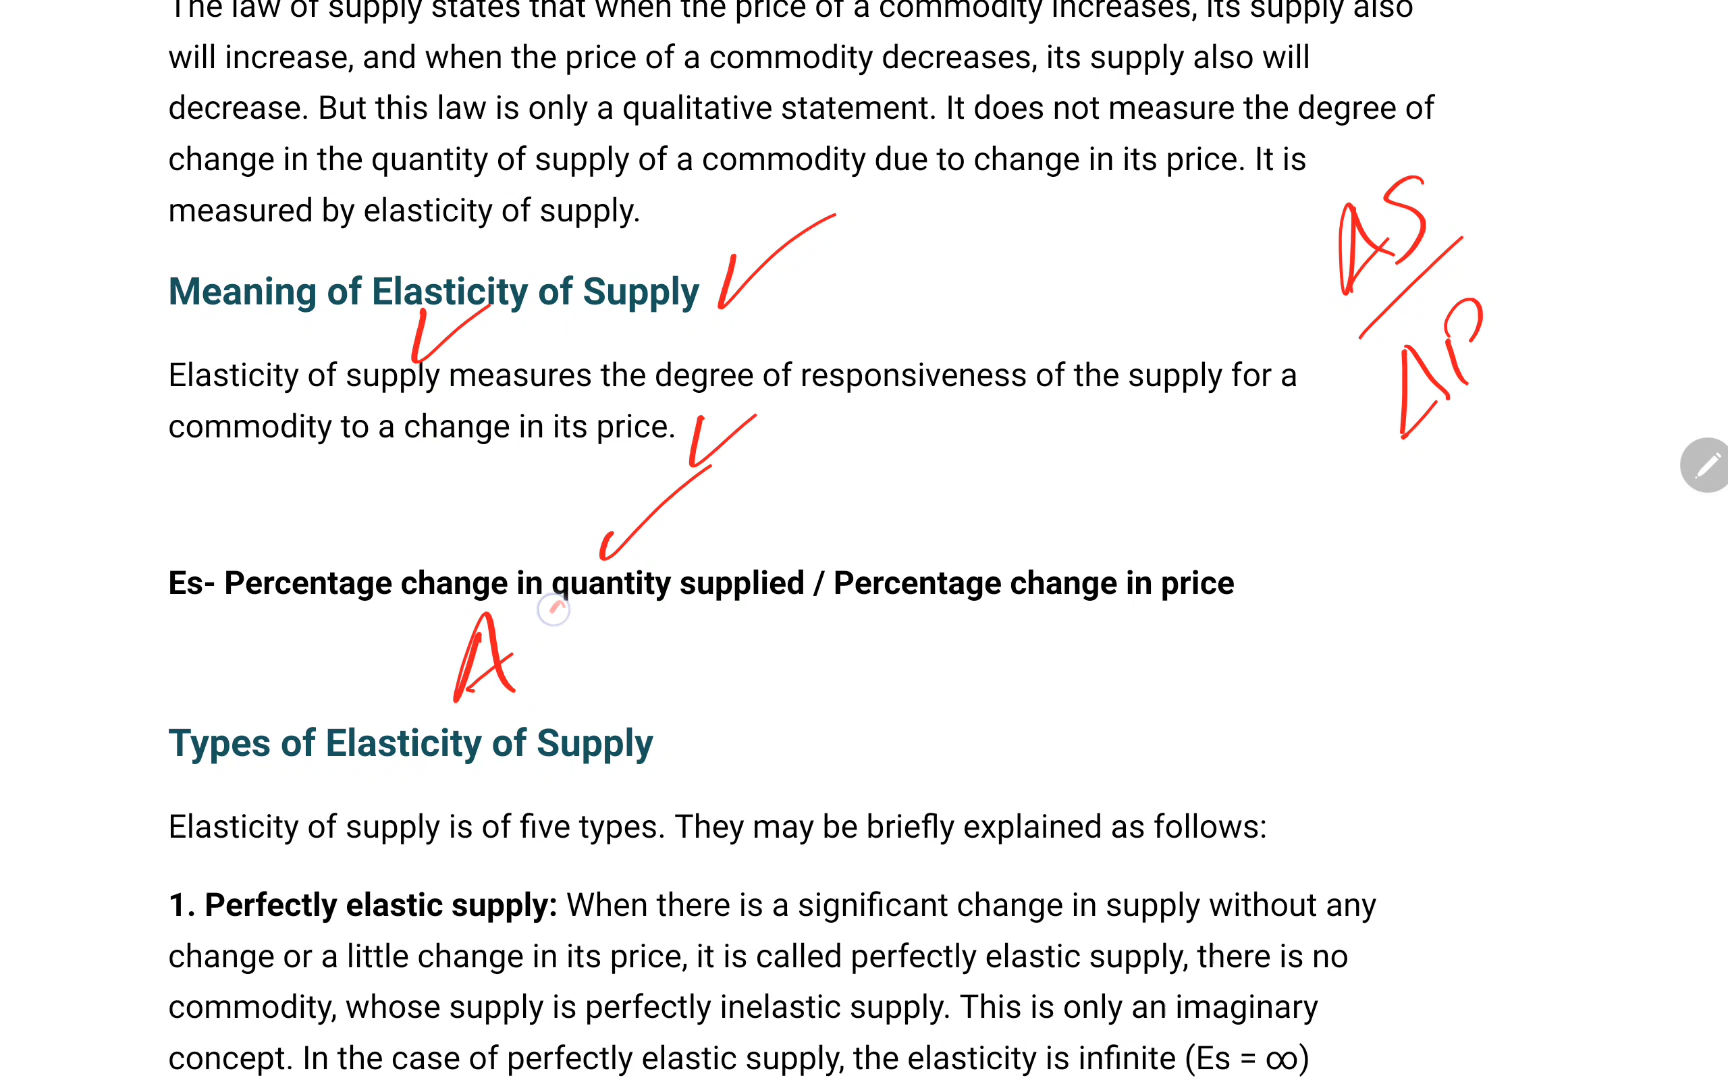 The law of supply states that when the price of a commodity increases, its supply also
will increase, and when the price of a commodity decreases, its supply also will
decrease. But this law is only a qualitative statement. It does not measure the degree of
change in the quantity of supply of a commodity due to change in its price. It is
measured by elasticity of supply.
ΔS
/
ΔP
Meaning of Elasticity of Supply
Elasticity of supply measures the degree of responsiveness of the supply for a
commodity to a change in its price.
Es- Percentage change in quantity supplied / Percentage change in price
Δ
Types of Elasticity of Supply
Elasticity of supply is of five types. They may be briefly explained as follows:
1. Perfectly elastic supply: When there is a significant change in supply without any
change or a little change in its price, it is called perfectly elastic supply, there is no
commodity, whose supply is perfectly inelastic supply. This is only an imaginary
concept. In the case of perfectly elastic supply, the elasticity is infinite (Es = ∞)